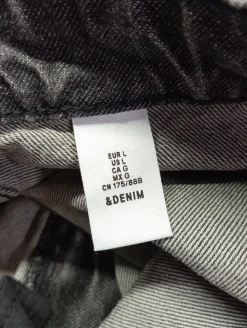 EUR L
US L
CA G
MX G
CN 175/88B
&DENIM